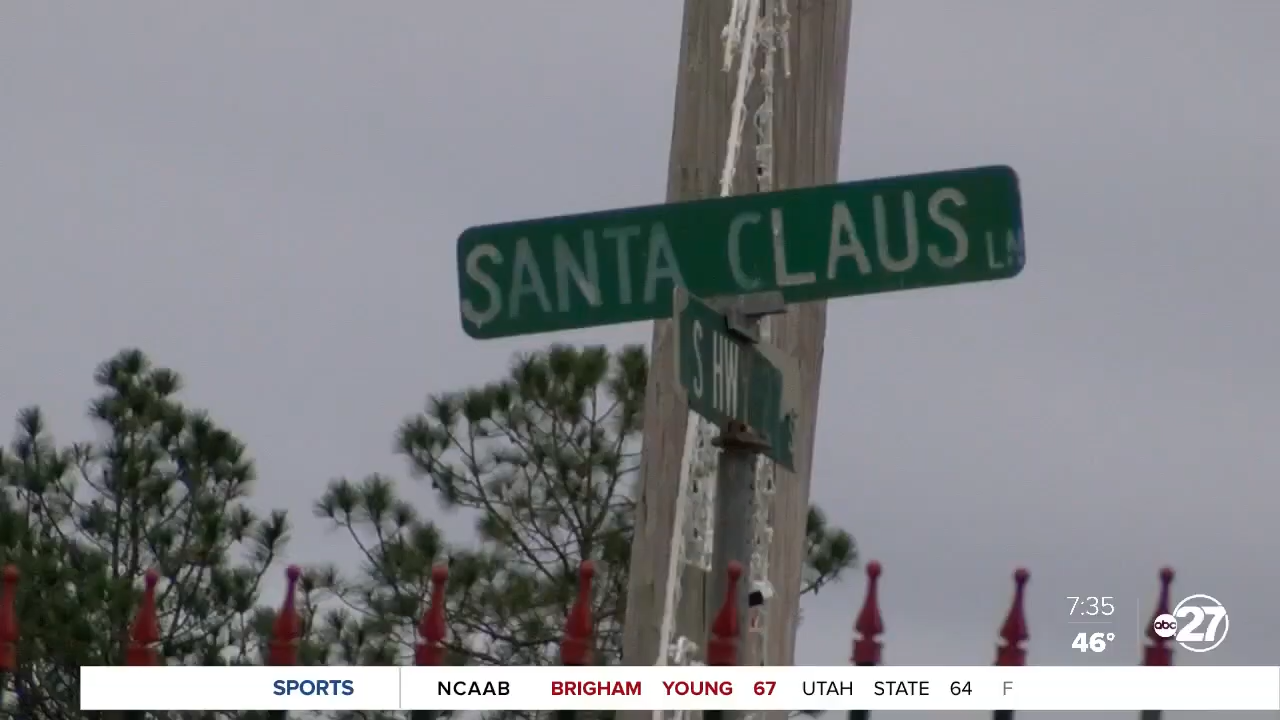 SANTA CLAUS LN
S HW
7:35
46°
abc 27
SPORTS NCAAB BRIGHAM YOUNG 67 UTAH STATE 64 F